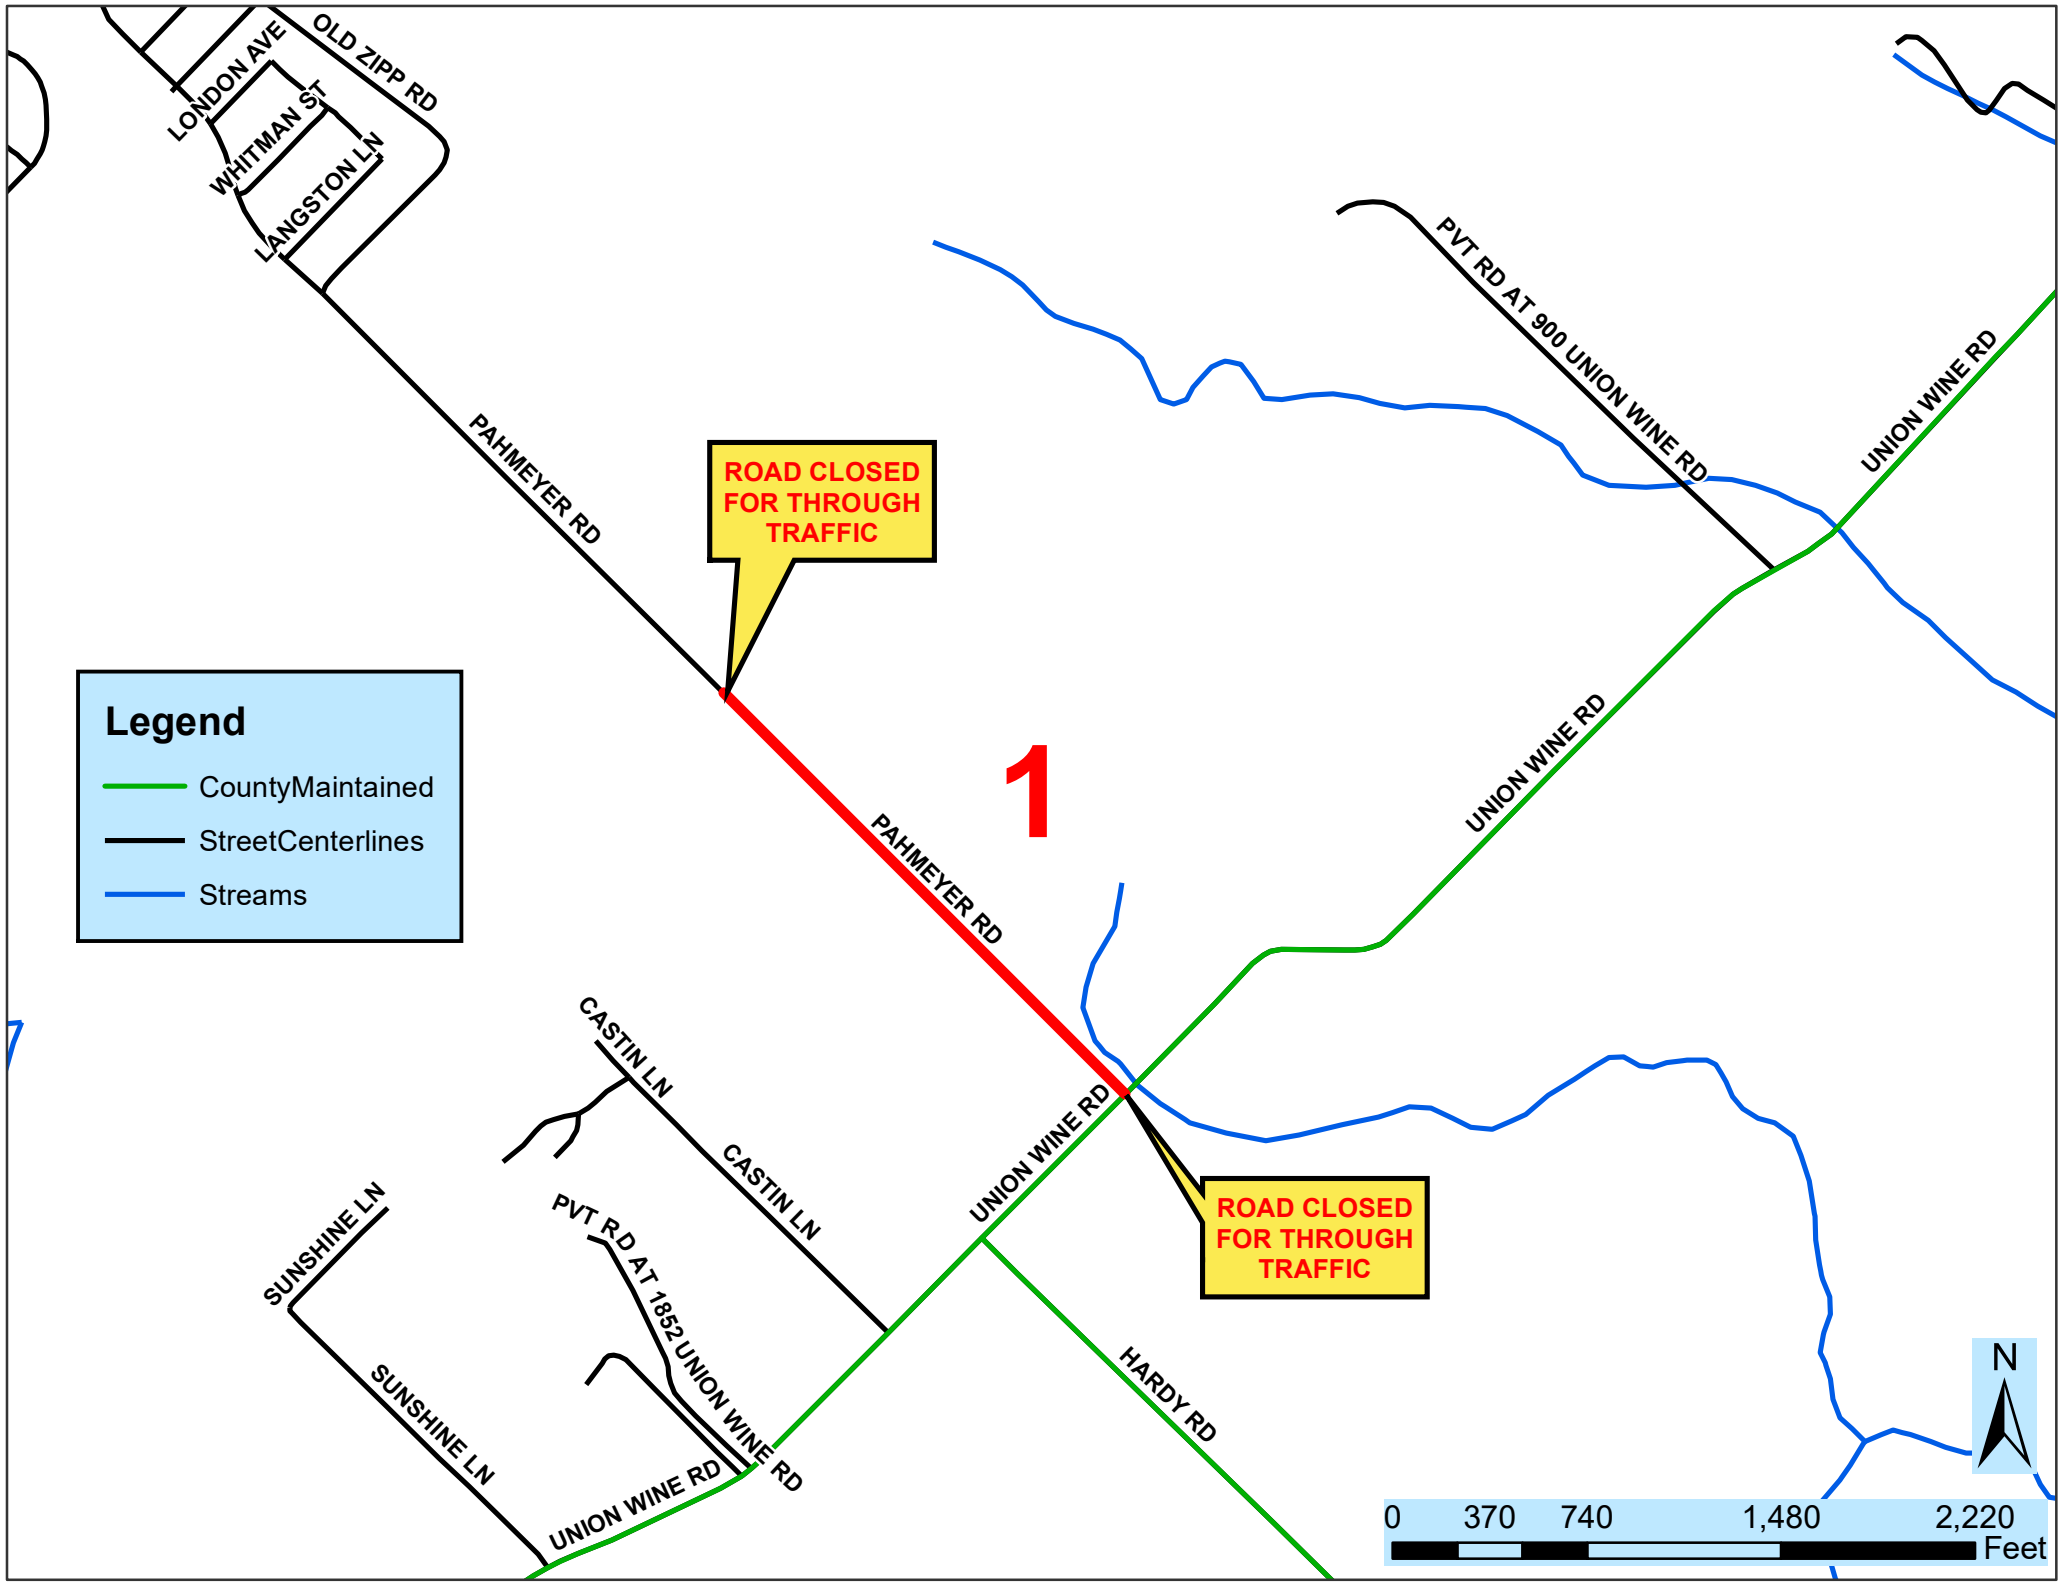 OLD ZIPP RD
LONDON AVE
WHITMAN ST
LANGSTON LN
PVT RD AT 900 UNION WINE RD
UNION WINE RD
PAHMEYER RD
ROAD CLOSED
FOR THROUGH
TRAFFIC
Legend
CountyMaintained
StreetCenterlines
Streams
1
UNION WINE RD
PAHMEYER RD
CASTIN LN
CASTIN LN
UNION WINE RD
ROAD CLOSED
FOR THROUGH
TRAFFIC
SUNSHINE LN
PVT RD AT 1852 UNION WINE RD
SUNSHINE LN
HARDY RD
UNION WINE RD
N
0 370 740 1,480 2,220
Feet